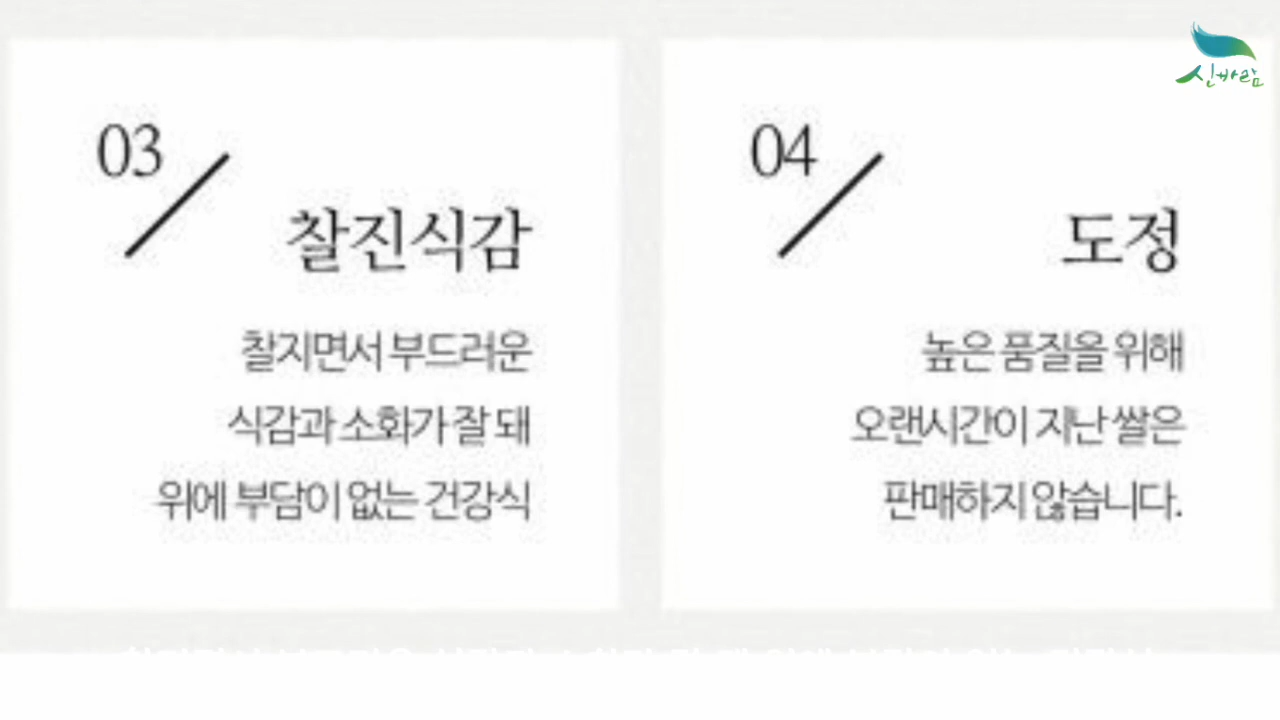 신바람
03
찰진식감
찰지면서 부드러운
식감과 소화가 잘 돼
위에 부담이 없는 건강식
04
도정
높은 품질을 위해
오랜시간이 지난 쌀은
판매하지 않습니다.